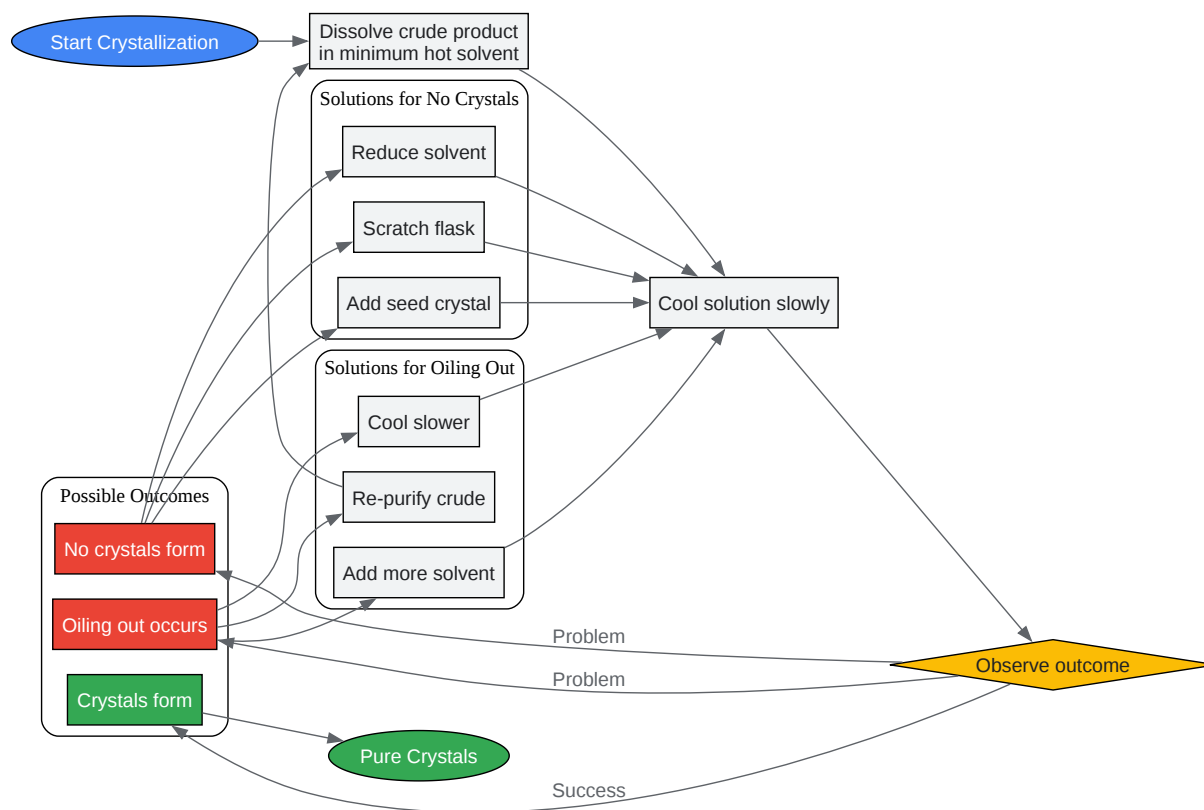 Start Crystallization
Dissolve crude product
in minimum hot solvent
Solutions for No Crystals
Reduce solvent
Scratch flask
Add seed crystal
Cool solution slowly
Solutions for Oiling Out
Cool slower
Re-purify crude
Add more solvent
Possible Outcomes
No crystals form
Oiling out occurs
Crystals form
Problem
Problem
Observe outcome
Pure Crystals
Success